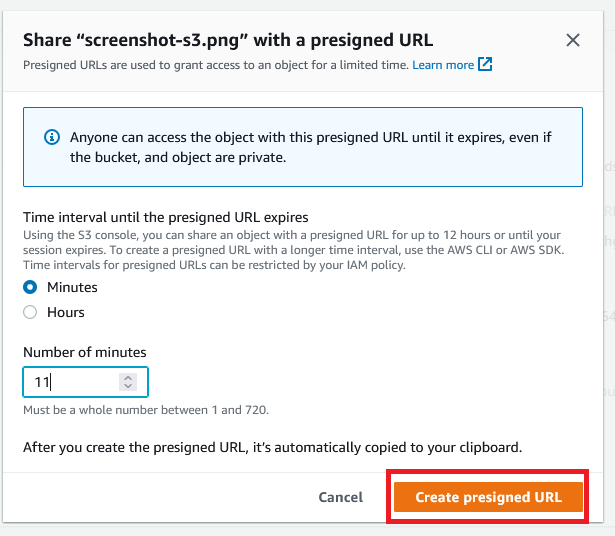 Share “screenshot-s3.png” with a presigned URL
Presigned URLs are used to grant access to an object for a limited time. Learn more
Anyone can access the object with this presigned URL until it expires, even if
the bucket, and object are private.
Time interval until the presigned URL expires
Using the S3 console, you can share an object with a presigned URL for up to 12 hours or until your
session expires. To create a presigned URL with a longer time interval, use the AWS CLI or AWS SDK.
Time intervals for presigned URLs can be restricted by your IAM policy.
Minutes
Hours
Number of minutes
11
Must be a whole number between 1 and 720.
After you create the presigned URL, it’s automatically copied to your clipboard.
Cancel
Create presigned URL